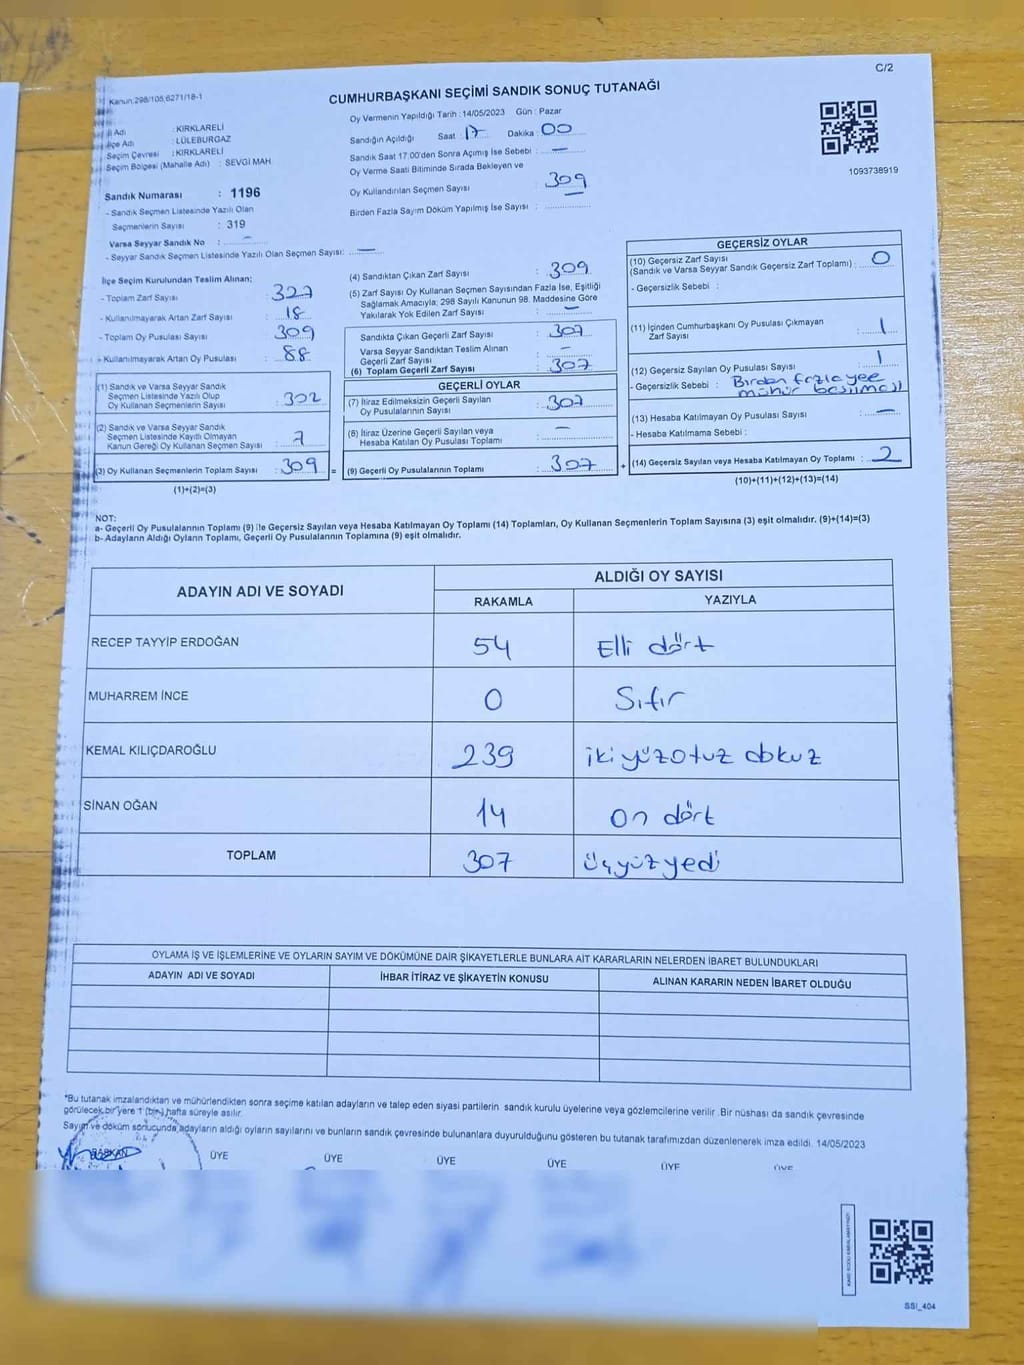 C/2
Kanun:298/105,6271/18-1
CUMHURBAŞKANI SEÇİMİ SANDIK SONUÇ TUTANAĞI
İl Adı : KIRKLARELİ
İlçe Adı : LÜLEBURGAZ
Seçim Çevresi : KIRKLARELİ
Seçim Bölgesi (Mahalle Adı) : SEVGİ MAH
Sandık Numarası : 1196
- Sandık Seçmen Listesinde Yazılı Olan
Seçmenlerin Sayısı : 319
Varsa Seyyar Sandık No : -
- Seyyar Sandık Seçmen Listesinde Yazılı Olan Seçmen Sayısı: -
Oy Vermenin Yapıldığı Tarih : 14/05/2023 Gün : Pazar
Sandığın Açıldığı Saat : 17 Dakika : 00
Sandık Saat 17:00'den Sonra Açımış İse Sebebi : -
Oy Verme Saati Bitiminde Sırada Bekleyen ve
Oy Kullandırılan Seçmen Sayısı : 309
Birden Fazla Sayım Döküm Yapılmış İse Sayısı :
1093738919
İlçe Seçim Kurulundan Teslim Alınan;
- Toplam Zarf Sayısı : 327
- Kullanılmayarak Artan Zarf Sayısı : 18
- Toplam Oy Pusulası Sayısı : 309
- Kullanılmayarak Artan Oy Pusulası : 88
(1) Sandık ve Varsa Seyyar Sandık
Seçmen Listesinde Yazılı Olup
Oy Kullanan Seçmenlerin Sayısı : 302
(2) Sandık ve Varsa Seyyar Sandık
Seçmen Listesinde Kayıtlı Olmayan
Kanun Gereği Oy Kullanan Seçmen Sayısı : 7
(3) Oy Kullanan Seçmenlerin Toplam Sayısı : 309 =
(1)+(2)=(3)
(4) Sandıktan Çıkan Zarf Sayısı : 309
(5) Zarf Sayısı Oy Kullanan Seçmen Sayısından Fazla İse, Eşitliği
Sağlamak Amacıyla; 298 Sayılı Kanunun 98. Maddesine Göre
Yakılarak Yok Edilen Zarf Sayısı : -
Sandıkta Çıkan Geçerli Zarf Sayısı : 307
Varsa Seyyar Sandıktan Teslim Alınan
Geçerli Zarf Sayısı : -
(6) Toplam Geçerli Zarf Sayısı : 307
GEÇERLİ OYLAR
(7) İtiraz Edilmeksizin Geçerli Sayılan
Oy Pusulalarının Sayısı : 307
(8) İtiraz Üzerine Geçerli Sayılan veya
Hesaba Katılan Oy Pusulası Toplamı : -
(9) Geçerli Oy Pusulalarının Toplamı : 307 +
GEÇERSİZ OYLAR
(10) Geçersiz Zarf Sayısı
(Sandık ve Varsa Seyyar Sandık Geçersiz Zarf Toplamı) : 0
- Geçersizlik Sebebi :
(11) İçinden Cumhurbaşkanı Oy Pusulası Çıkmayan
Zarf Sayısı : 1
(12) Geçersiz Sayılan Oy Pusulası Sayısı : 1
- Geçersizlik Sebebi : Birden fazla yere
mühür basılması
(13) Hesaba Katılmayan Oy Pusulası Sayısı : -
- Hesaba Katılmama Sebebi :
(14) Geçersiz Sayılan veya Hesaba Katılmayan Oy Toplamı : 2
(10)+(11)+(12)+(13)=(14)
NOT:
a- Geçerli Oy Pusulalarının Toplamı (9) ile Geçersiz Sayılan veya Hesaba Katılmayan Oy Toplamı (14) Toplamları, Oy Kullanan Seçmenlerin Toplam Sayısına (3) eşit olmalıdır. (9)+(14)=(3)
b- Adayların Aldığı Oyların Toplamı, Geçerli Oy Pusulalarının Toplamına (9) eşit olmalıdır.
ADAYIN ADI VE SOYADI ALDIĞI OY SAYISI
RAKAMLA YAZIYLA
RECEP TAYYİP ERDOĞAN 54 Elli dört
MUHARREM İNCE 0 Sıfır
KEMAL KILIÇDAROĞLU 239 ikiyüzotuz dokuz
SİNAN OĞAN 14 On dört
TOPLAM 307 üçyüzyedi
OYLAMA İŞ VE İŞLEMLERİNE VE OYLARIN SAYIM VE DÖKÜMÜNE DAİR ŞİKAYETLERLE BUNLARA AİT KARARLARIN NELERDEN İBARET BULUNDUKLARI
ADAYIN ADI VE SOYADI İHBAR İTİRAZ VE ŞİKAYETİN KONUSU ALINAN KARARIN NEDEN İBARET OLDUĞU
*Bu tutanak imzalandıktan ve mühürlendikten sonra seçime katılan adayların ve talep eden siyasi partilerin sandık kurulu üyelerine veya gözlemcilerine verilir. Bir nüshası da sandık çevresinde
görülecek bir yere 1 (bir) hafta süreyle asılır.
Sayım ve döküm sonucunda adayların aldığı oyların sayılarını ve bunların sandık çevresinde bulunanlara duyurulduğunu gösteren bu tutanak tarafımızdan düzenlenerek imza edildi. 14/05/2023
BAŞKAN ÜYE ÜYE ÜYE ÜYE ÜYE ÜYE
SSI_404